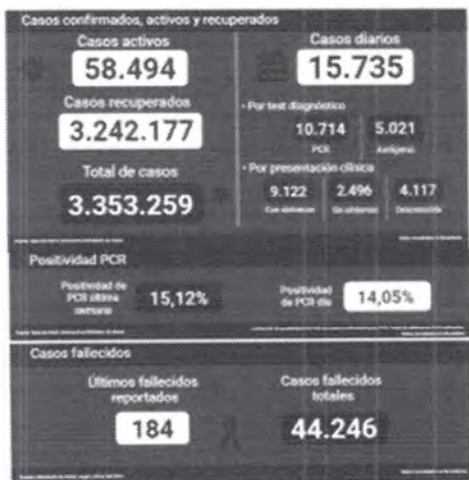 Casos confirmados, activos y recuperados
Casos activos
58.494
Casos recuperados
3.242.177
Total de casos
3.353.259
Casos diarios
15.735
• Por test diagnóstico
10.714
PCR
5.021
Antígeno
• Por presentación clínica
9.122
Con síntomas
2.496
Sin síntomas
4.117
Positividad PCR
Positividad de
PCR última
semana
15,12%
Positividad
de PCR día
14,05%
Casos fallecidos
Últimos fallecidos
reportados
184
Casos fallecidos
totales
44.246